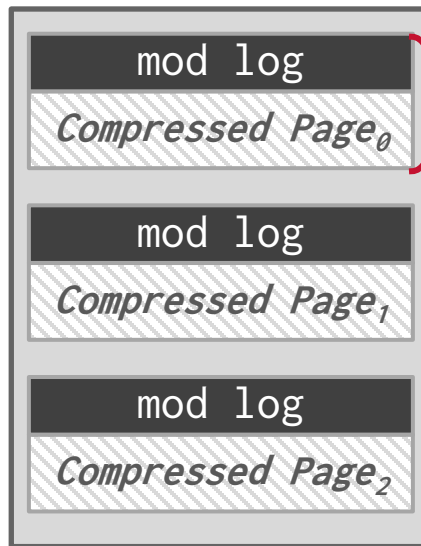 mod log
Compressed Page₀
mod log
Compressed Page₁
mod log
Compressed Page₂